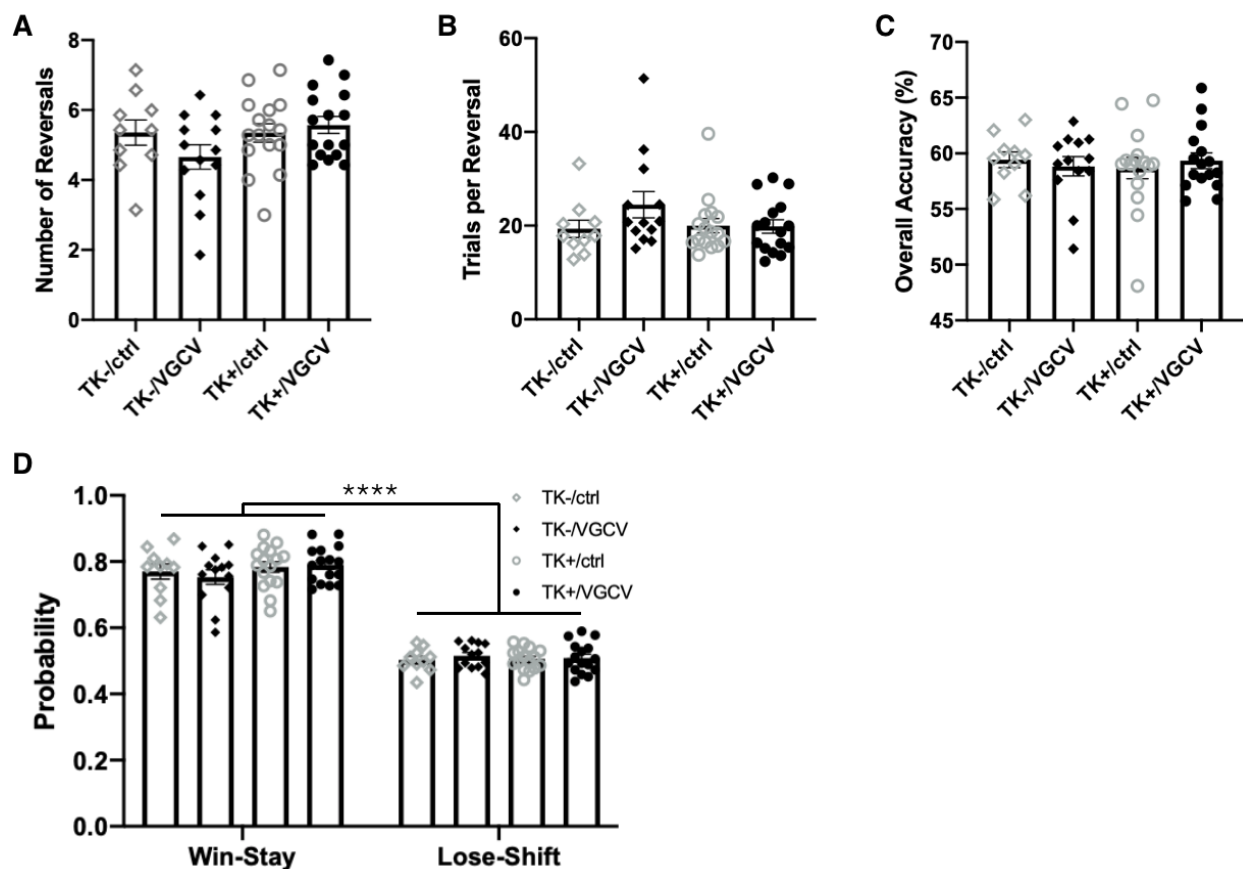 A
Number of Reversals
8
6
4
2
0
TK-/ctrl
TK-/VGCV
TK+/ctrl
TK+/VGCV
B
Trials per Reversal
60
40
20
0
TK-/ctrl
TK-/VGCV
TK+/ctrl
TK+/VGCV
C
Overall Accuracy (%)
70
65
60
55
50
45
TK-/ctrl
TK-/VGCV
TK+/ctrl
TK+/VGCV
D
Probability
1.0
0.8
0.6
0.4
0.2
0.0
****
TK-/ctrl
TK-/VGCV
TK+/ctrl
TK+/VGCV
Win-Stay
Lose-Shift